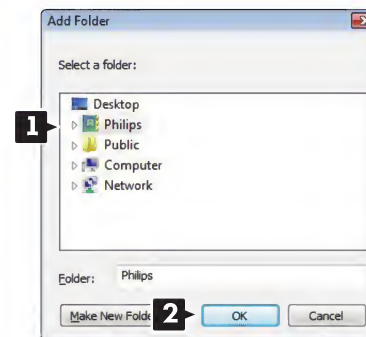 Add Folder
Select a folder:
Desktop
1
Philips
Public
Computer
Network
Folder: Philips
Make New Folde 2 OK Cancel